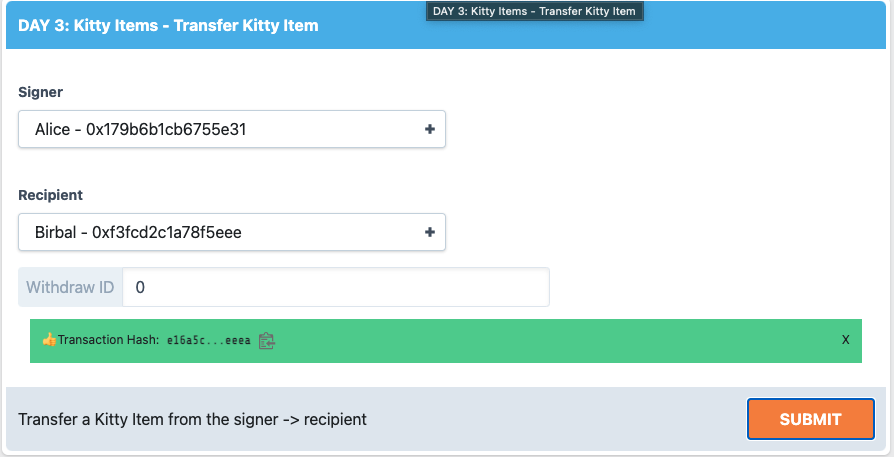 DAY 3: Kitty Items - Transfer Kitty Item
DAY 3: Kitty Items - Transfer Kitty Item
Signer
Alice - 0x179b6b1cb6755e31
Recipient
Birbal - 0xf3fcd2c1a78f5eee
Withdraw ID 0
👍Transaction Hash: e16a5c...eeea X
Transfer a Kitty Item from the signer -> recipient SUBMIT